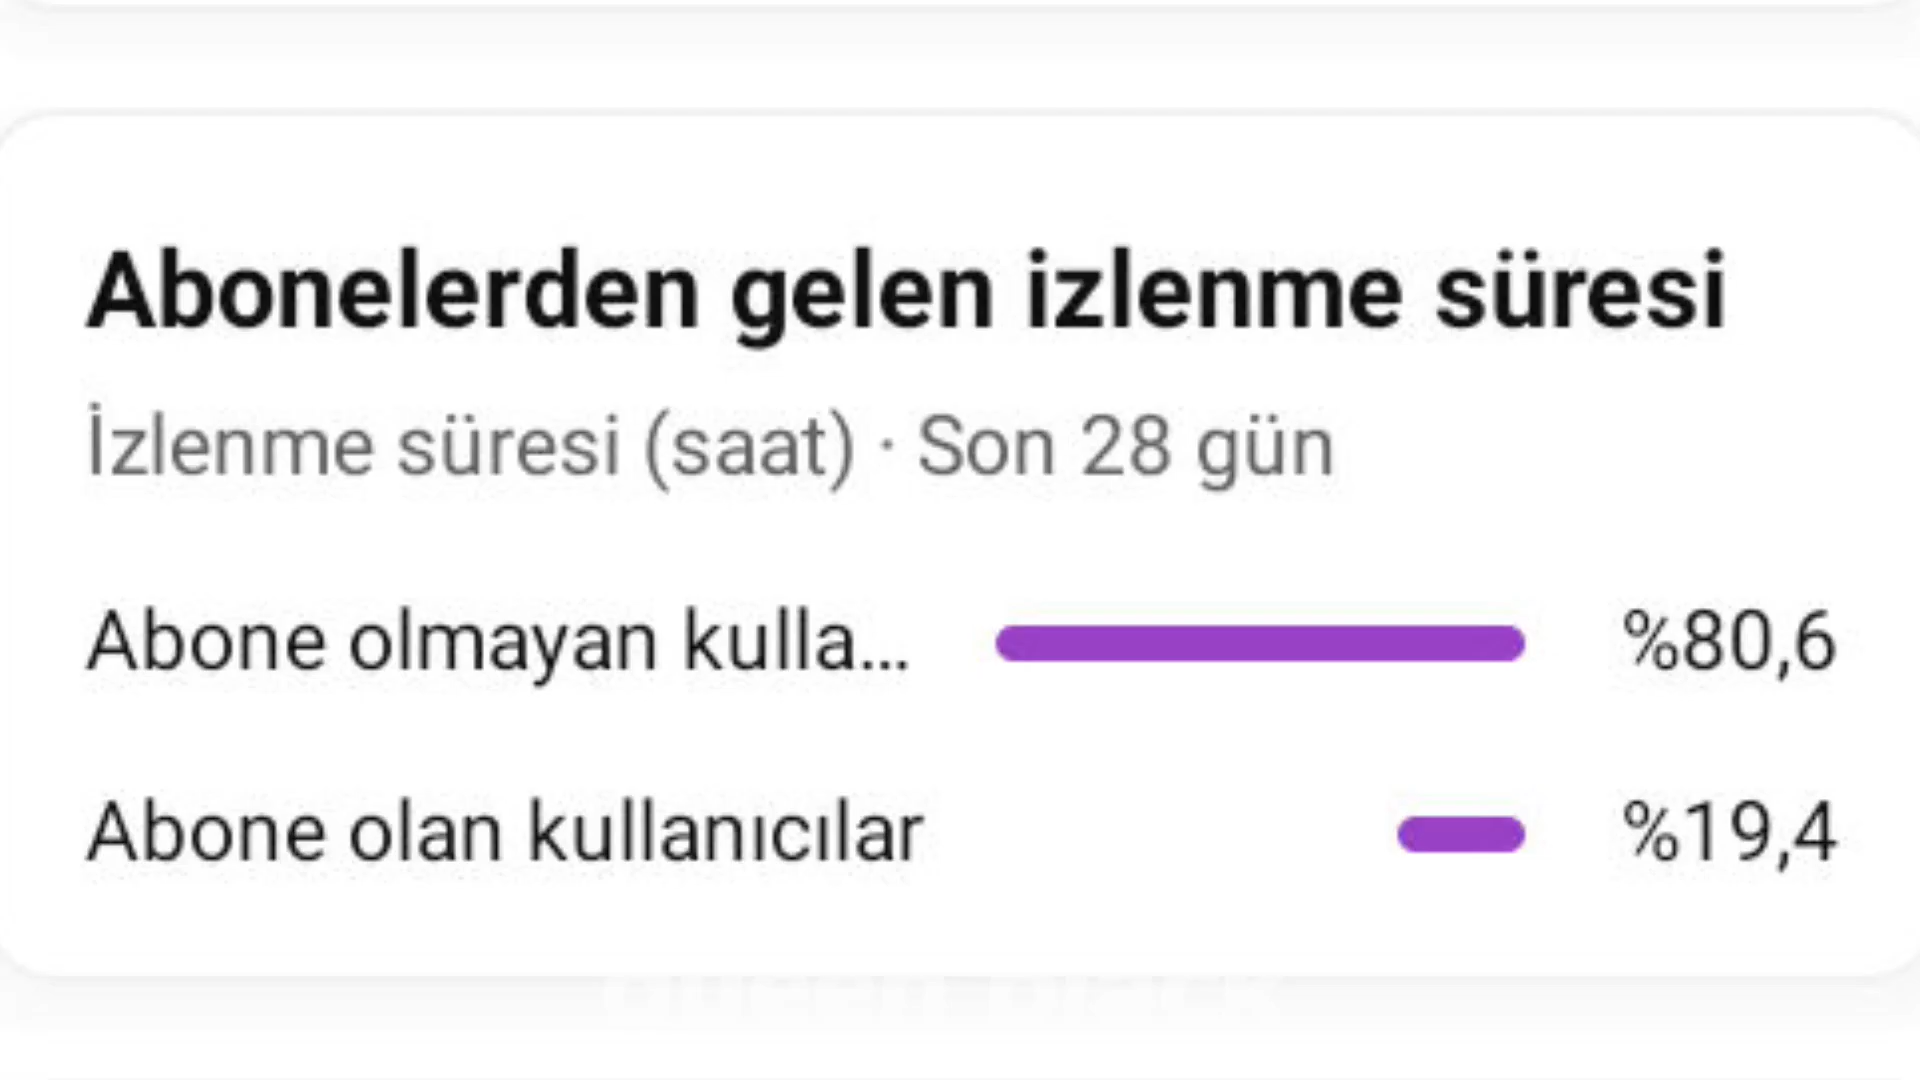 Abonelerden gelen izlenme süresi
İzlenme süresi (saat) · Son 28 gün
Abone olmayan kulla... %80,6
Abone olan kullanıcılar %19,4